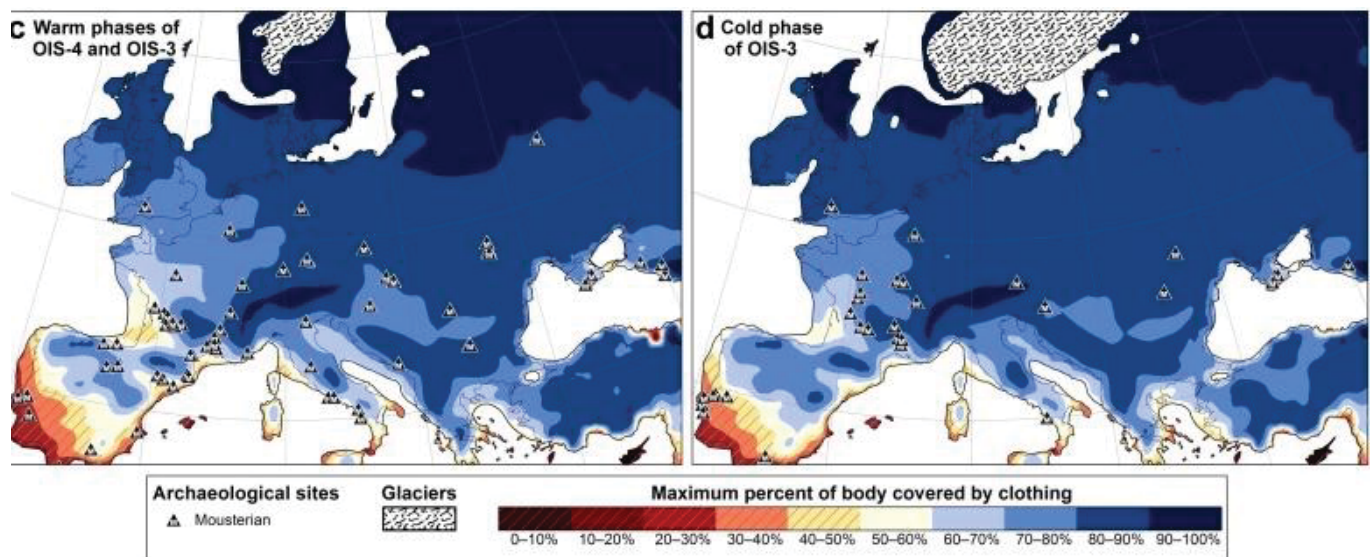 c Warm phases of
OIS-4 and OIS-3
d Cold phase
of OIS-3
Archaeological sites
Mousterian
Glaciers
Maximum percent of body covered by clothing
0–10% 10–20% 20–30% 30–40% 40–50% 50–60% 60–70% 70–80% 80–90% 90–100%